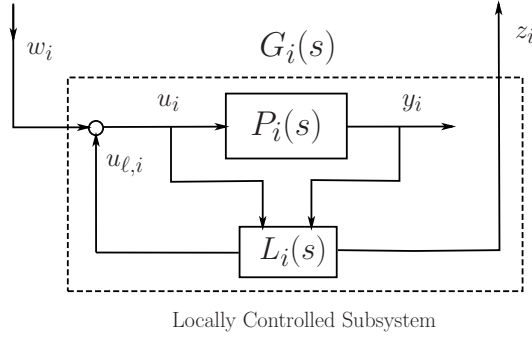 z_i
w_i
G_i(s)
u_i
P_i(s)
y_i
u_{ℓ,i}
L_i(s)
Locally Controlled Subsystem